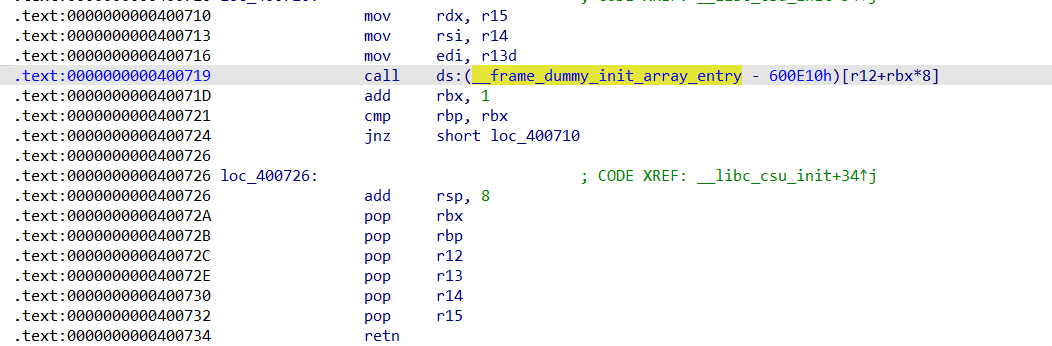 .text:0000000000400710 mov rdx, r15
.text:0000000000400713 mov rsi, r14
.text:0000000000400716 mov edi, r13d
.text:0000000000400719 call ds:(__frame_dummy_init_array_entry - 600E10h)[r12+rbx*8]
.text:000000000040071D add rbx, 1
.text:0000000000400721 cmp rbp, rbx
.text:0000000000400724 jnz short loc_400710
.text:0000000000400726
.text:0000000000400726 loc_400726: ; CODE XREF: __libc_csu_init+34↑j
.text:0000000000400726 add rsp, 8
.text:000000000040072A pop rbx
.text:000000000040072B pop rbp
.text:000000000040072C pop r12
.text:000000000040072E pop r13
.text:0000000000400730 pop r14
.text:0000000000400732 pop r15
.text:0000000000400734 retn